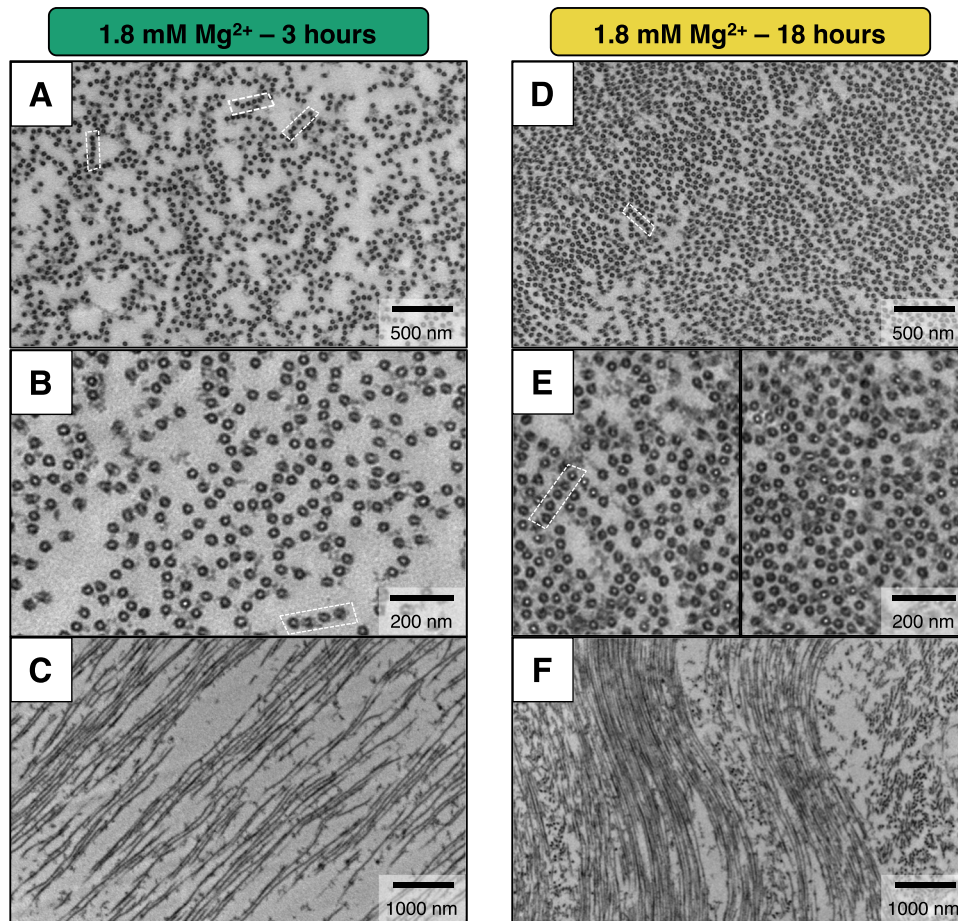 1.8 mM Mg²⁺ – 3 hours
1.8 mM Mg²⁺ – 18 hours
A
500 nm
D
500 nm
B
200 nm
E
200 nm
C
1000 nm
F
1000 nm